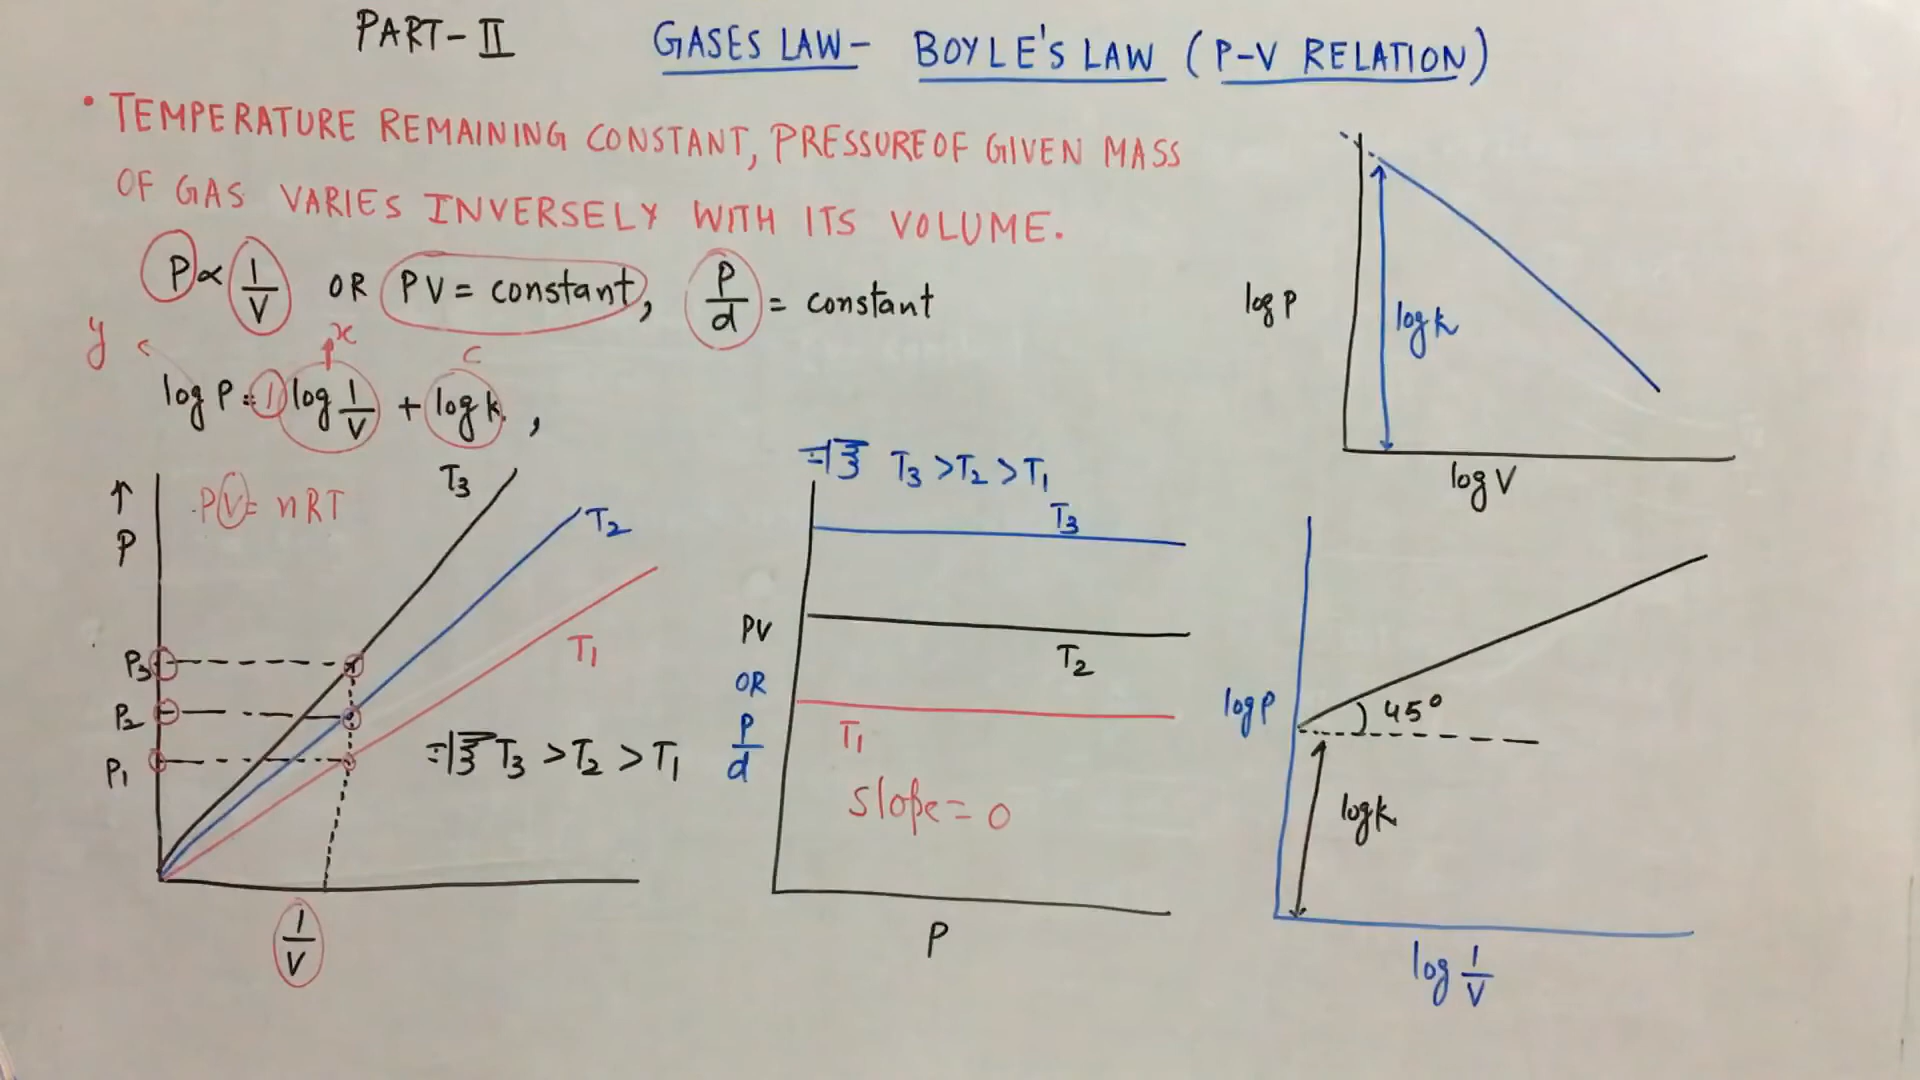 PART-II
GASES LAW- BOYLE'S LAW (P-V RELATION)
• TEMPERATURE REMAINING CONSTANT, PRESSURE OF GIVEN MASS
OF GAS VARIES INVERSELY WITH ITS VOLUME.
P ∝ 1/V OR PV = constant, P/d = constant
y x c
log P = 1 log 1/V + log k,
↑ P
PV = nRT
T3
T2
T1
P3
P2
P1
T3 > T2 > T1
1/V
T3 > T2 > T1
T3
T2
T1
PV
OR
P/d
slope = 0
P
log P
log k
log V
log P
45°
log k
log 1/V